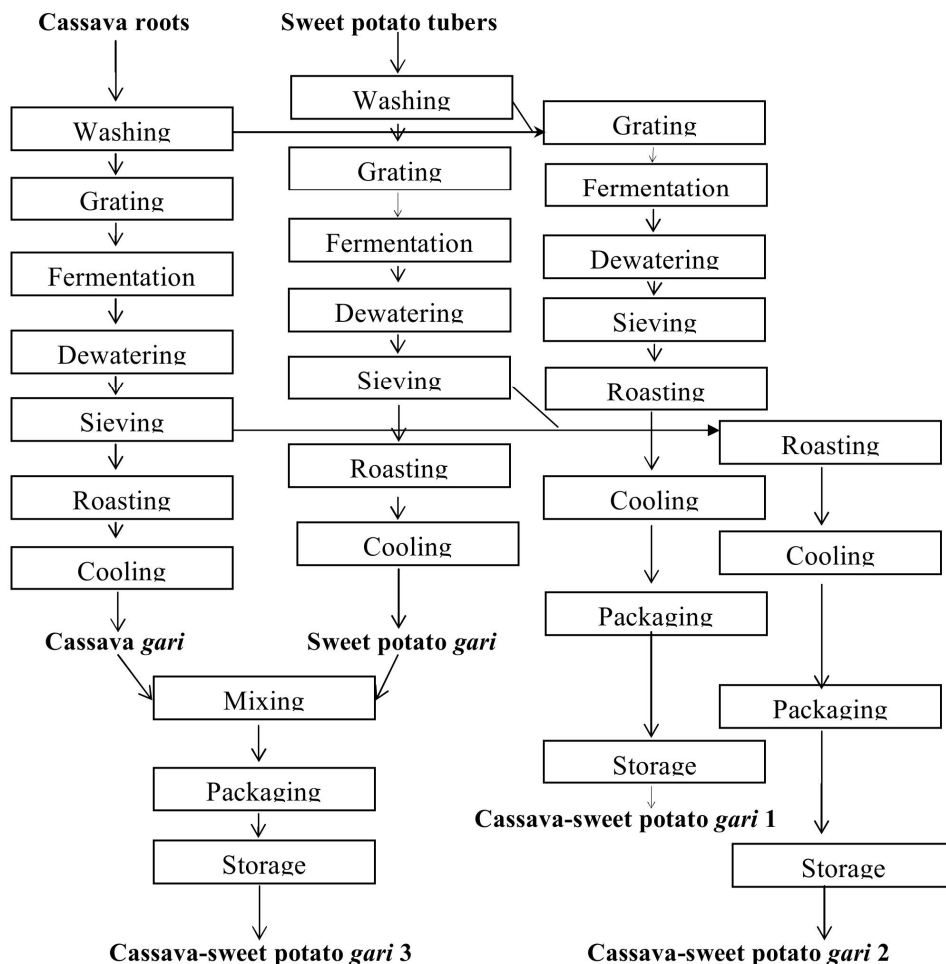 Cassava roots
Sweet potato tubers
Washing
Grating
Fermentation
Dewatering
Sieving
Roasting
Cooling
Cassava gari
Washing
Grating
Fermentation
Dewatering
Sieving
Roasting
Cooling
Sweet potato gari
Mixing
Packaging
Storage
Cassava-sweet potato gari 3
Grating
Fermentation
Dewatering
Sieving
Roasting
Cooling
Packaging
Storage
Cassava-sweet potato gari 1
Roasting
Cooling
Packaging
Storage
Cassava-sweet potato gari 2